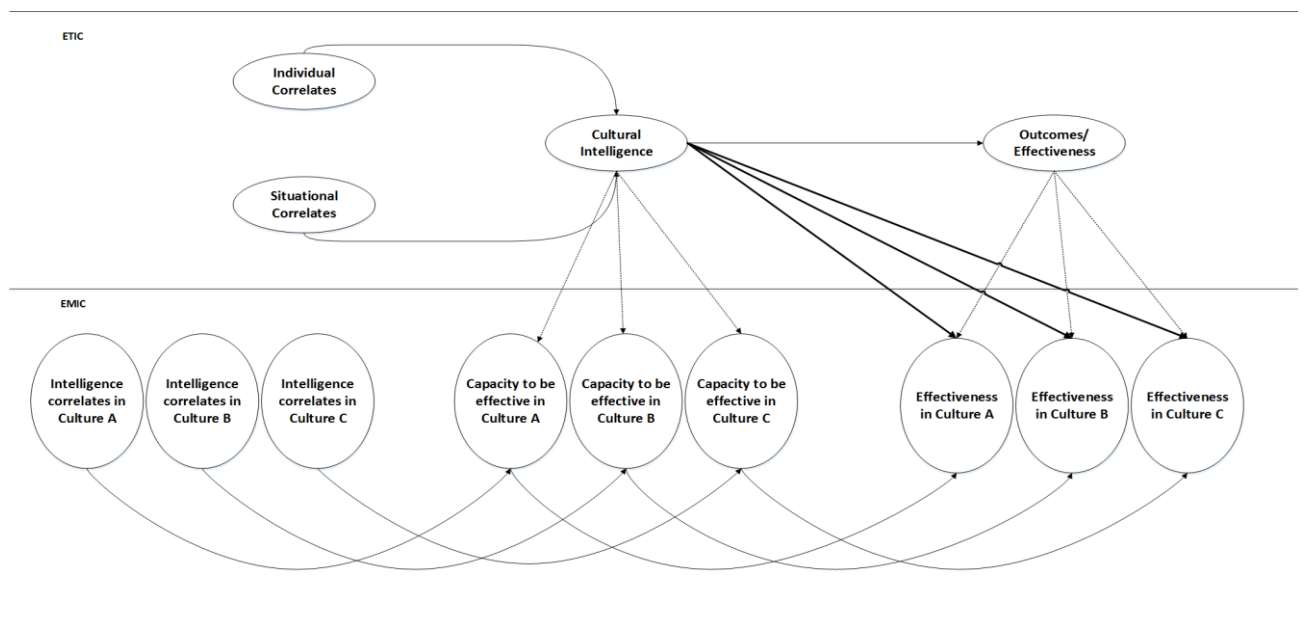 ETIC
Individual
Correlates
Cultural
Intelligence
Outcomes/
Effectiveness
Situational
Correlates
EMIC
Intelligence
correlates in
Culture A
Intelligence
correlates in
Culture B
Intelligence
correlates in
Culture C
Capacity to be
effective in
Culture A
Capacity to be
effective in
Culture B
Capacity to be
effective in
Culture C
Effectiveness
in Culture A
Effectiveness
in Culture B
Effectiveness
in Culture C